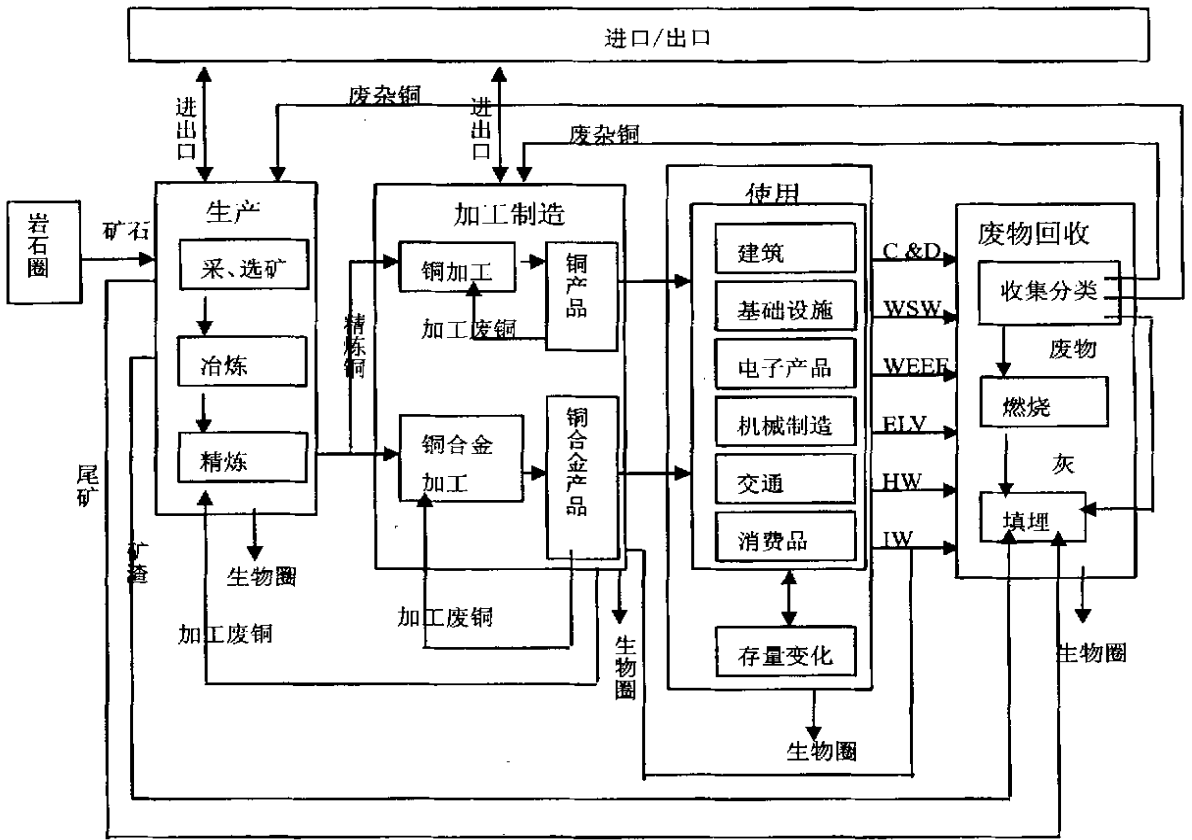 进口/出口
进出口
废杂铜
进出口
废杂铜
岩石圈
矿石
生产
采、选矿
冶炼
精炼
生物圈
尾矿
矿渣
加工废铜
精炼铜
加工制造
铜加工
铜产品
加工废铜
铜合金
加工
铜合金产品
加工废铜
生物圈
使用
建筑
基础设施
电子产品
机械制造
交通
消费品
存量变化
生物圈
C &D
WSW
WEEE
ELV
HW
IW
废物回收
收集分类
废物
燃烧
灰
填埋
生物圈